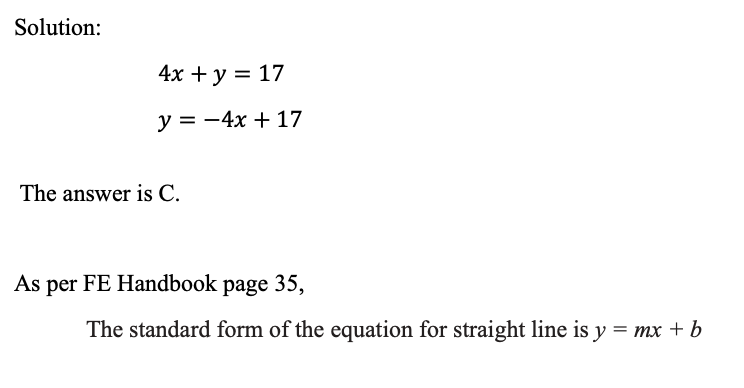 Solution:
4x + y = 17
y = −4x + 17
The answer is C.
As per FE Handbook page 35,
The standard form of the equation for straight line is y = mx + b